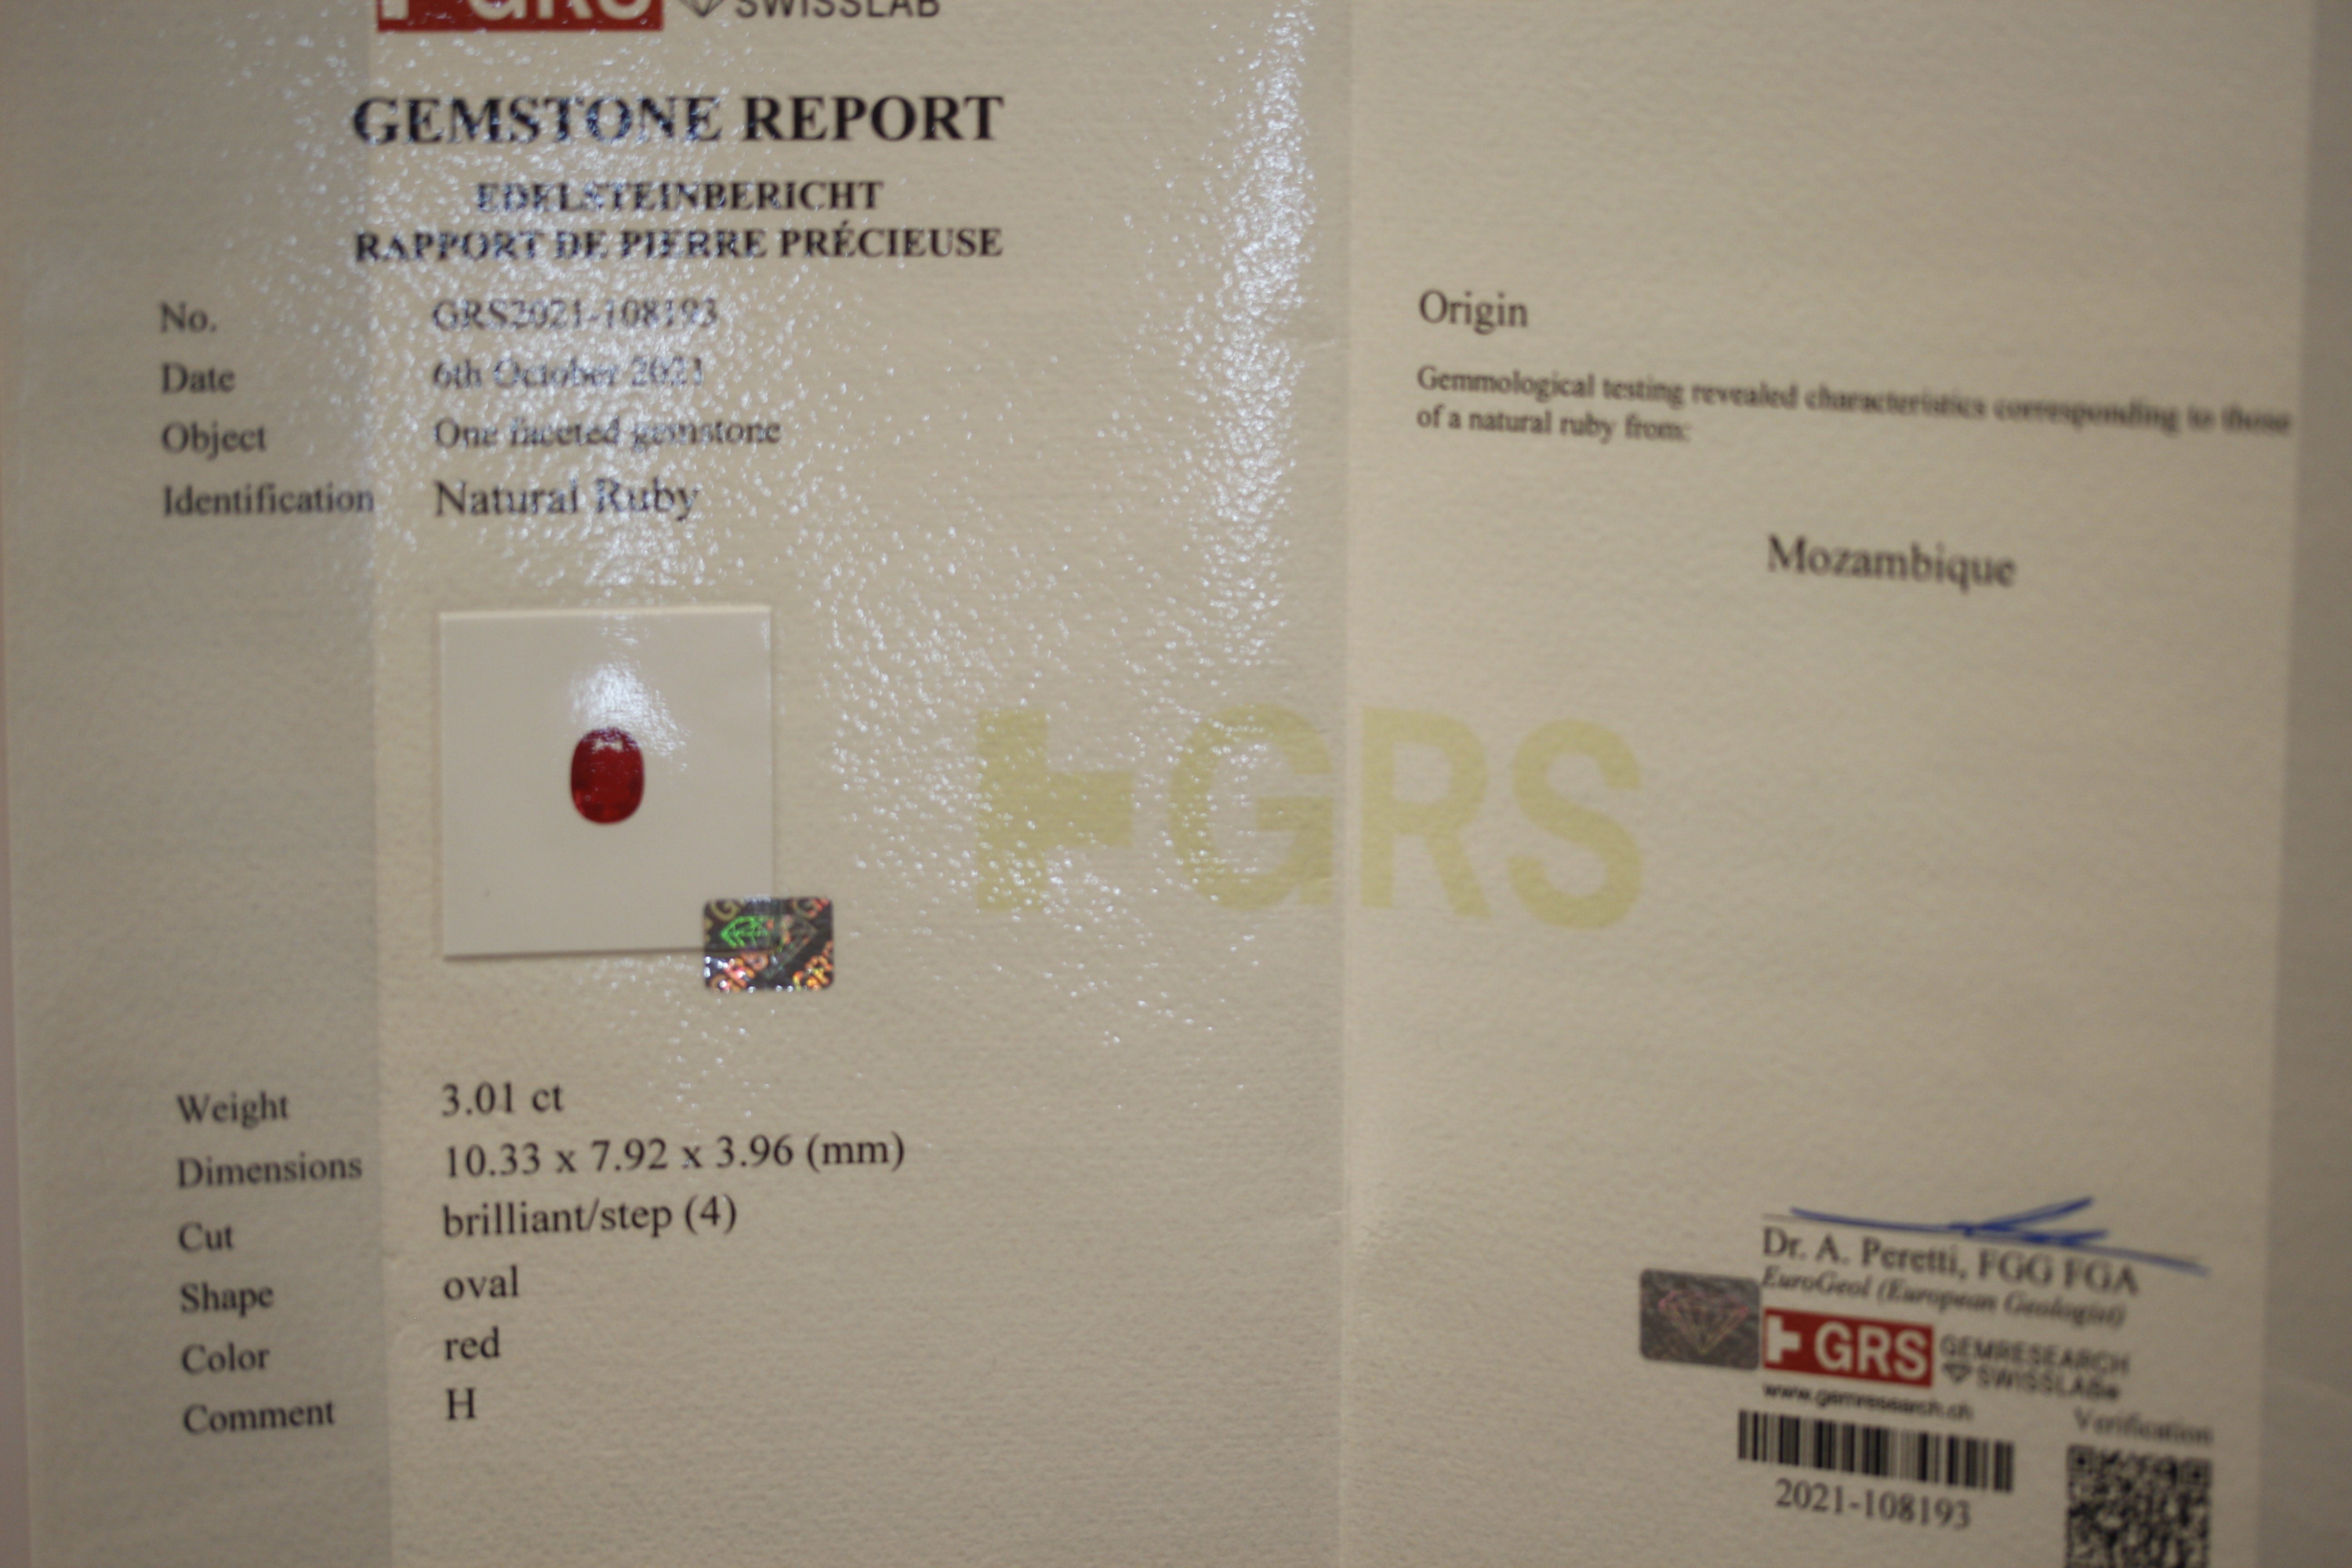 GRS SWISSLAB
GEMSTONE REPORT
EDELSTEINBERICHT
RAPPORT DE PIERRE PRÉCIEUSE
No. GRS2021-108193
Date 6th October 2021
Object One faceted gemstone
Identification Natural Ruby
Weight 3.01 ct
Dimensions 10.33 x 7.92 x 3.96 (mm)
Cut brilliant/step (4)
Shape oval
Color red
Comment H
GRS
Origin
Gemmological testing revealed characteristics corresponding to those
of a natural ruby from:
Mozambique
Dr. A. Peretti, FGG FGA
EuroGeol (European Geologist)
GRS GEMRESEARCH
SWISSLAB
www.gemresearch.ch
Verification
2021-108193